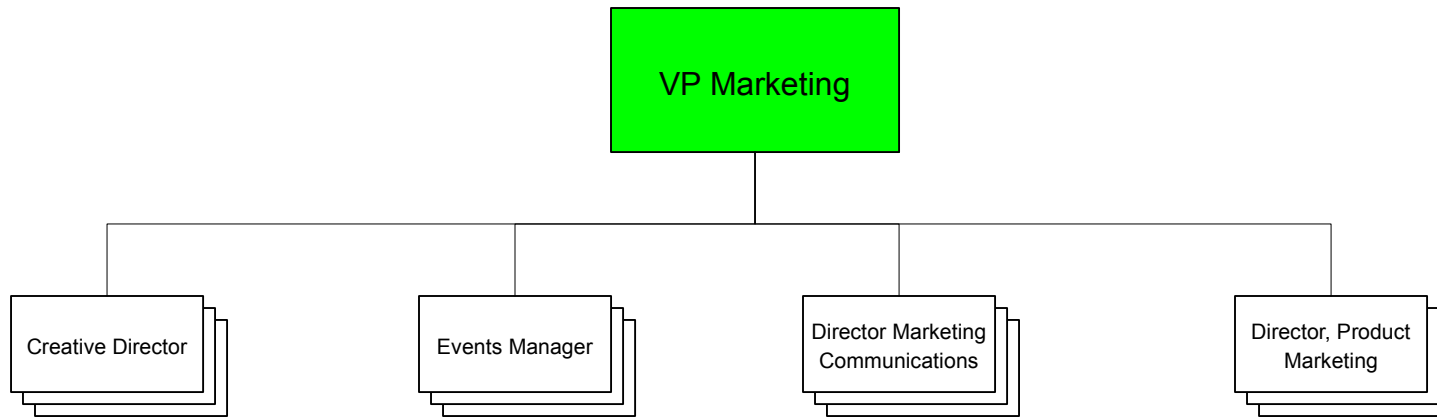 VP Marketing
Creative Director
Events Manager
Director Marketing
Communications
Director, Product
Marketing